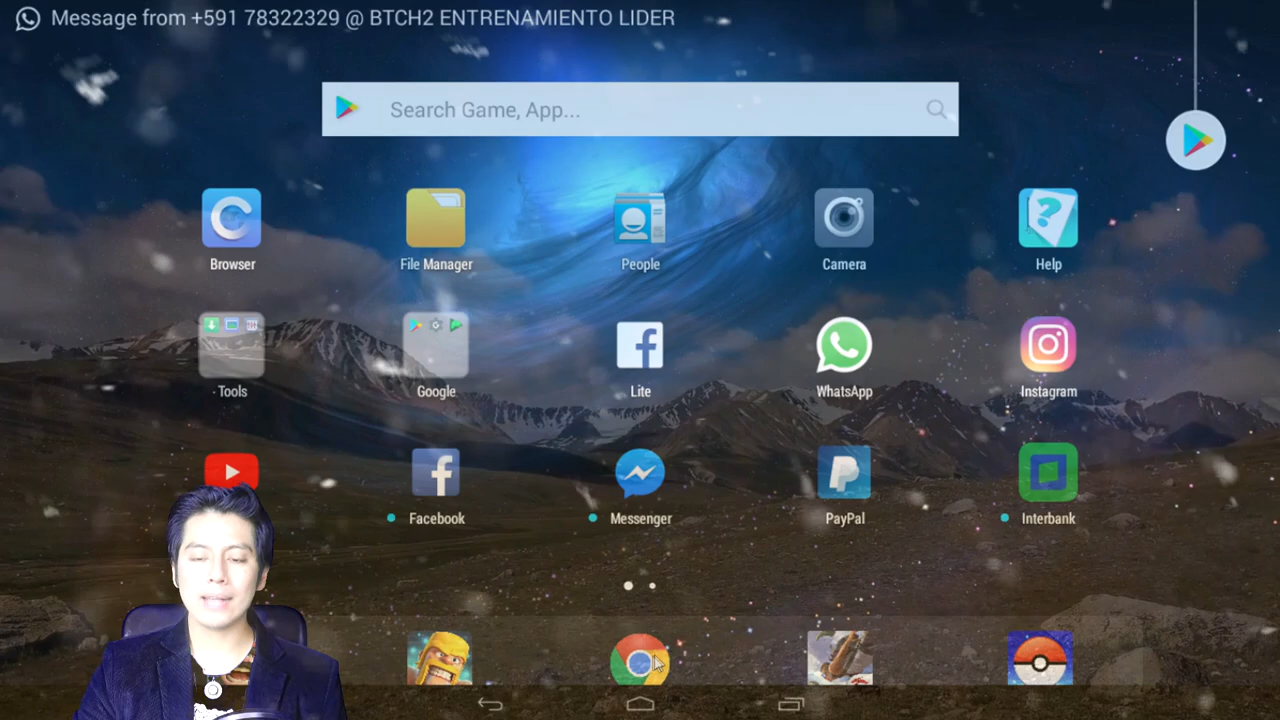 Message from +591 78322329 @ BTCH2 ENTRENAMIENTO LIDER
Search Game, App...
Browser
File Manager
People
Camera
Help
Tools
Google
Lite
WhatsApp
Instagram
Facebook
Messenger
PayPal
Interbank